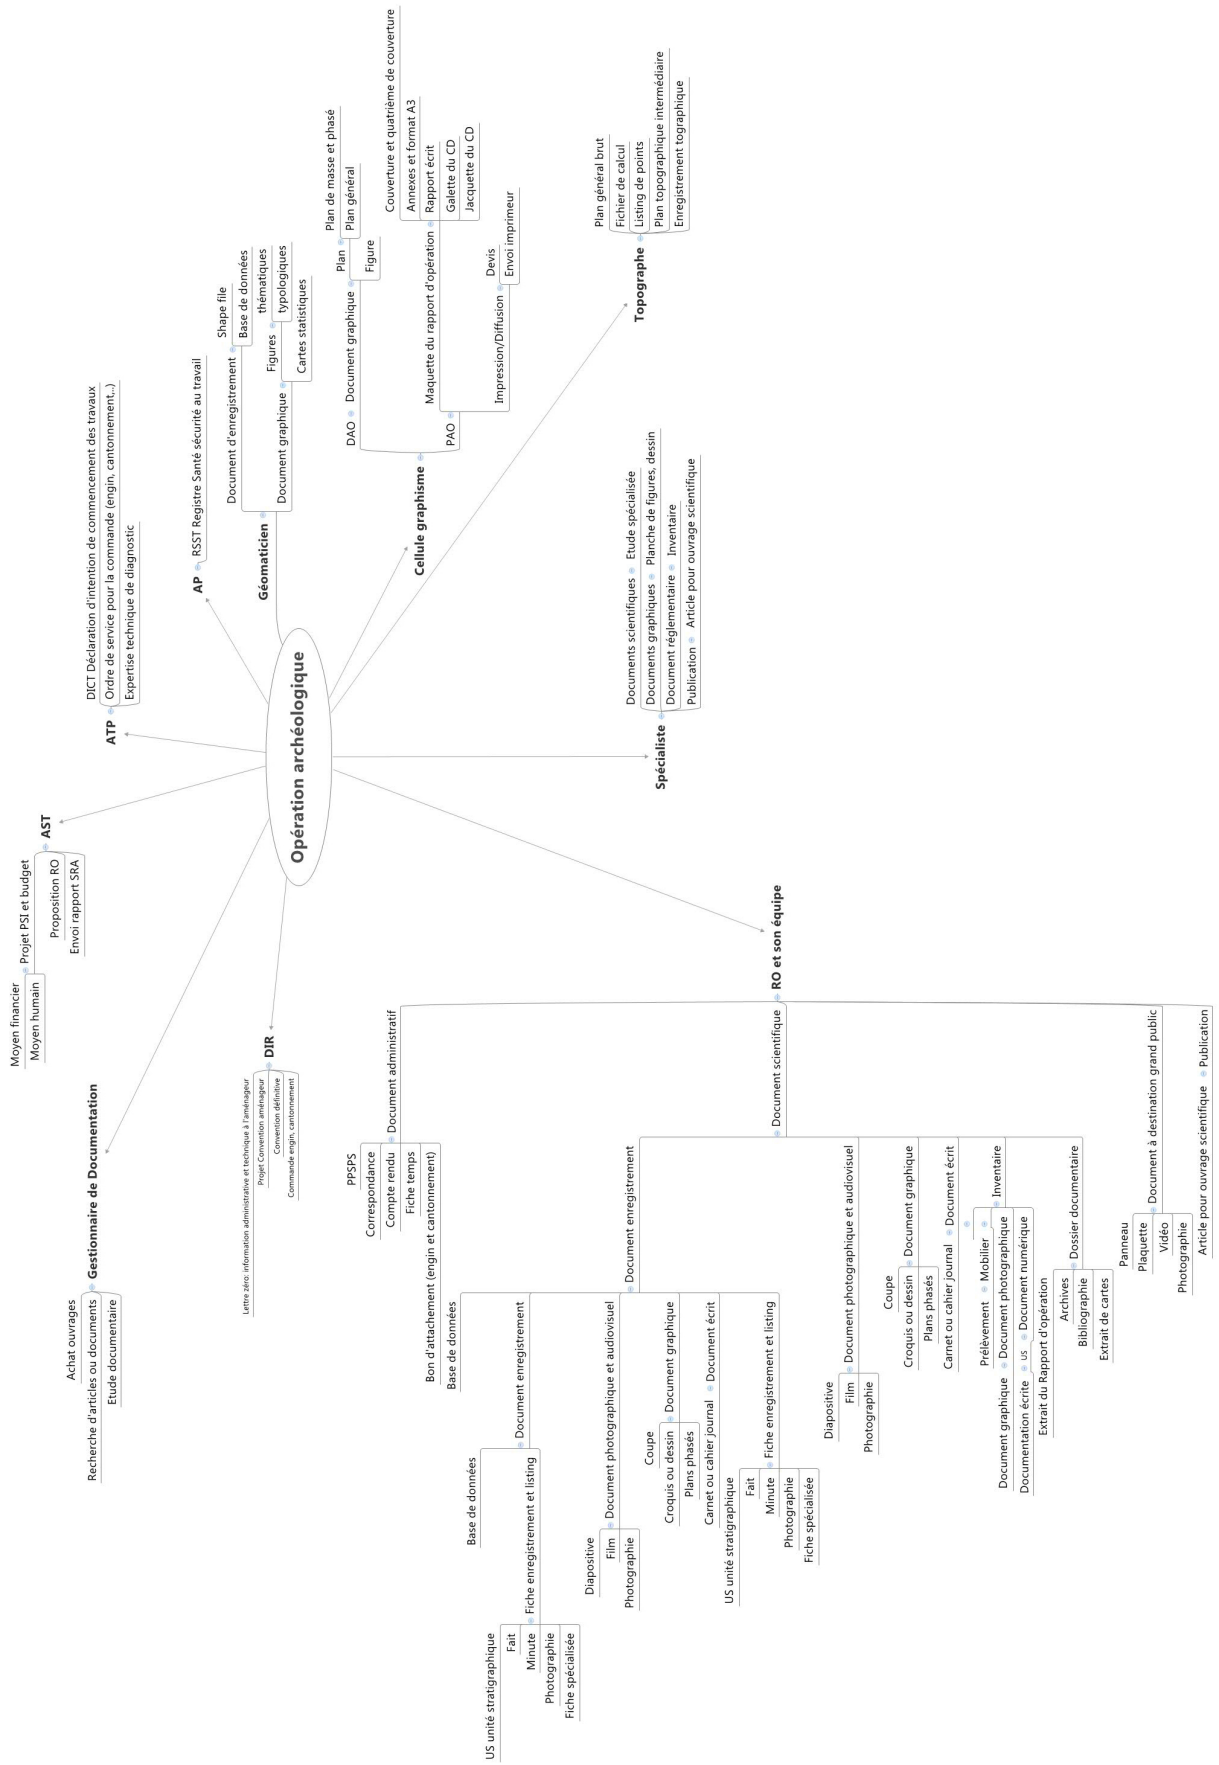 Opération archéologique
Gestionnaire de Documentation
Achat ouvrages
Recherche d'articles ou documents
Etude documentaire
AST
Projet PSI et budget
Moyen financier
Moyen humain
Proposition RO
Envoi rapport SRA
ATP
DICT Déclaration d'intention de commencement des travaux
Ordre de service pour la commande (engin, cantonnement,..)
Expertise technique de diagnostic
AP
RSST Registre Santé sécurité au travail
Géomaticien
Document d'enregistrement
Shape file
Base de données
Document graphique
Figures
thématiques
typologiques
Cartes statistiques
DIR
Lettre zéro: information administrative et technique à l'aménageur
Projet Convention aménageur
Convention définitive
Commande engin, cantonnement
Cellule graphisme
DAO
Document graphique
Plan
Plan de masse et phasé
Plan général
Figure
PAO
Maquette du rapport d'opération
Couverture et quatrième de couverture
Annexes et format A3
Rapport écrit
Galette du CD
Jacquette du CD
Impression/Diffusion
Devis
Envoi imprimeur
Topographe
Plan général brut
Fichier de calcul
Listing de points
Plan topographique intermédiaire
Enregistrement tographique
Spécialiste
Documents scientifiques
Etude spécialisée
Documents graphiques
Planche de figures, dessin
Document réglementaire
Inventaire
Publication
Article pour ouvrage scientifique
RO et son équipe
Document administratif
PPSPS
Correspondance
Compte rendu
Fiche temps
Bon d'attachement (engin et cantonnement)
Document scientifique
Document enregistrement
Base de données
Document enregistrement
Base de données
Fiche enregistrement et listing
US unité stratigraphique
Fait
Minute
Photographie
Fiche spécialisée
Document photographique et audiovisuel
Diapositive
Film
Photographie
Document graphique
Coupe
Croquis ou dessin
Plans phasés
Document écrit
Carnet ou cahier journal
Fiche enregistrement et listing
US unité stratigraphique
Fait
Minute
Photographie
Fiche spécialisée
Document photographique et audiovisuel
Diapositive
Film
Photographie
Document graphique
Coupe
Croquis ou dessin
Plans phasés
Document écrit
Carnet ou cahier journal
Inventaire
Mobilier
Prélèvement
Document photographique
Document graphique
Document numérique
US
Documentation écrite
Extrait du Rapport d'opération
Dossier documentaire
Archives
Bibliographie
Extrait de cartes
Document à destination grand public
Panneau
Plaquette
Vidéo
Photographie
Publication
Article pour ouvrage scientifique